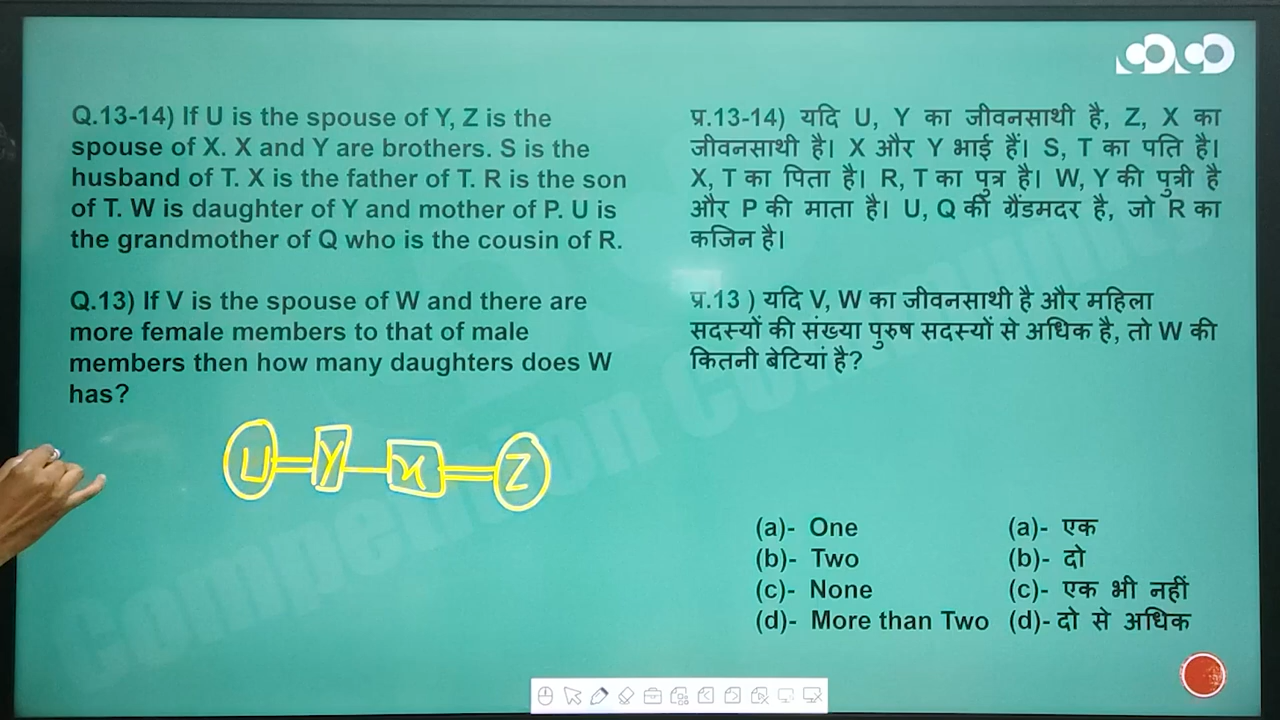 Q.13-14) If U is the spouse of Y, Z is the
spouse of X. X and Y are brothers. S is the
husband of T. X is the father of T. R is the son
of T. W is daughter of Y and mother of P. U is
the grandmother of Q who is the cousin of R.
Q.13) If V is the spouse of W and there are
more female members to that of male
members then how many daughters does W
has?
U Y x Z
प्र.13-14) यदि U, Y का जीवनसाथी है, Z, X का
जीवनसाथी है। X और Y भाई हैं। S, T का पति है।
X, T का पिता है। R, T का पुत्र है। W, Y की पुत्री है
और P की माता है। U, Q की ग्रैंडमदर है, जो R का
कजिन है।
प्र.13 ) यदि V, W का जीवनसाथी है और महिला
सदस्यों की संख्या पुरुष सदस्यों से अधिक है, तो W की
कितनी बेटियां है?
(a)- One (a)- एक
(b)- Two (b)- दो
(c)- None (c)- एक भी नहीं
(d)- More than Two (d)- दो से अधिक
Competition Community